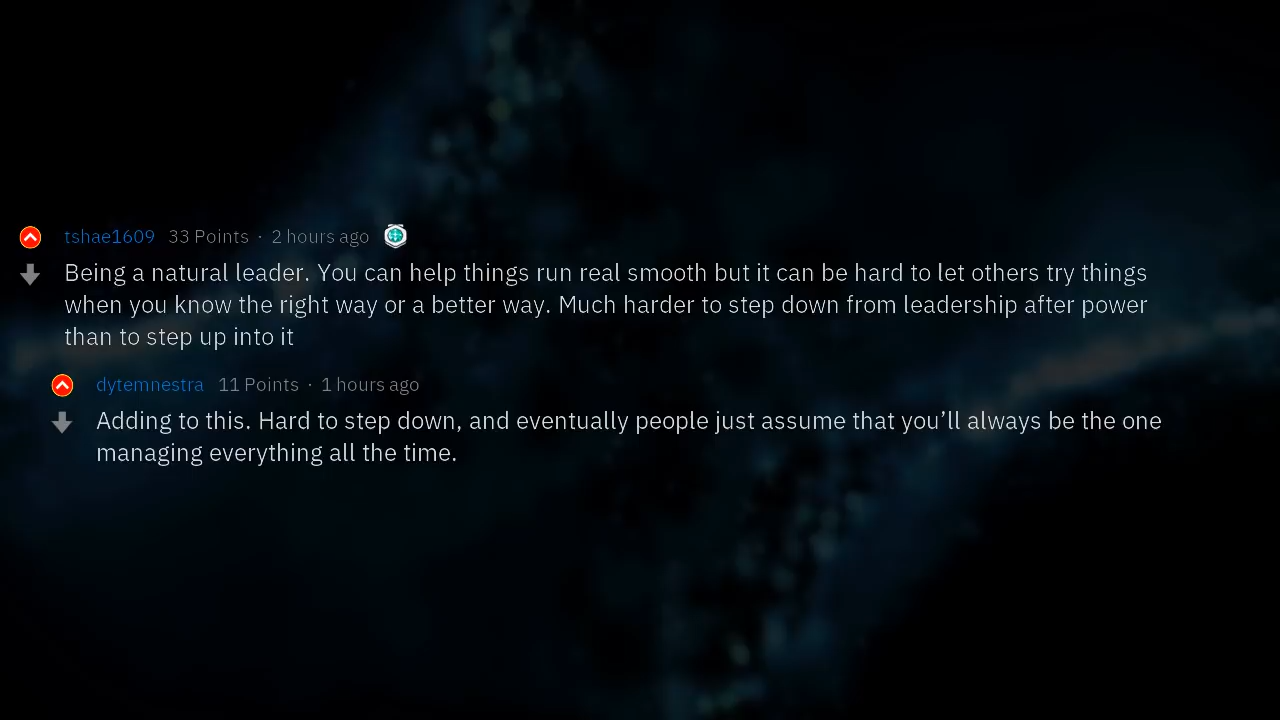 tshae1609 33 Points · 2 hours ago
Being a natural leader. You can help things run real smooth but it can be hard to let others try things
when you know the right way or a better way. Much harder to step down from leadership after power
than to step up into it
dytemnestra 11 Points · 1 hours ago
Adding to this. Hard to step down, and eventually people just assume that you’ll always be the one
managing everything all the time.